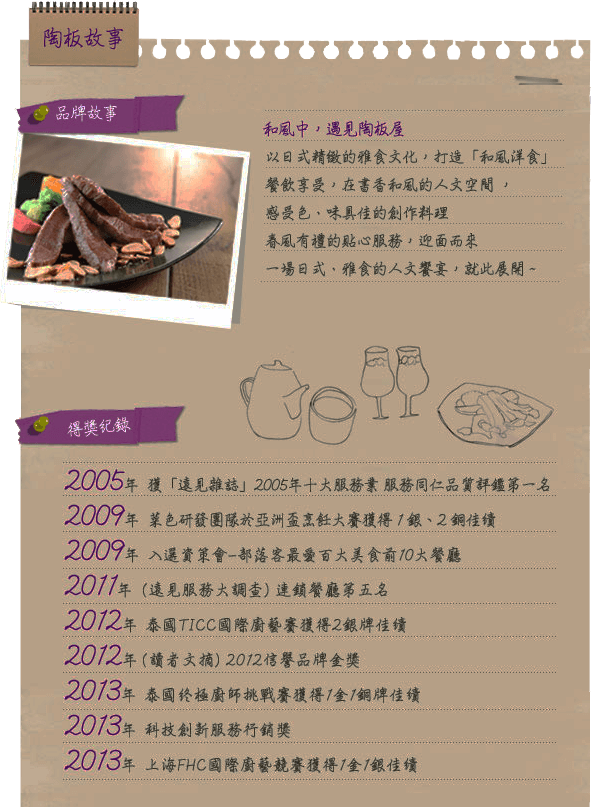 陶板故事
品牌故事
和風中，遇見陶板屋
以日式精緻的雅食文化，打造「和風洋食」
餐飲享受，在書香和風的人文空間，
感受色、味具佳的創作料理
春風有禮的貼心服務，迎面而來
一場日式、雅食的人文饗宴，就此展開~
得獎紀錄
2005年 獲「遠見雜誌」2005年十大服務業 服務同仁品質評鑑第一名
2009年 菜色研發團隊於亞洲盃烹飪大賽獲得1銀、2銅佳績
2009年 入選資策會-部落客最愛百大美食前10大餐廳
2011年 (遠見服務大調查) 連鎖餐廳第五名
2012年 泰國TICC國際廚藝賽獲得2銀牌佳績
2012年 (讀者文摘) 2012信譽品牌金獎
2013年 泰國終極廚師挑戰賽獲得1金1銅牌佳績
2013年 科技創新服務行銷獎
2013年 上海FHC國際廚藝競賽獲得1金1銀佳績